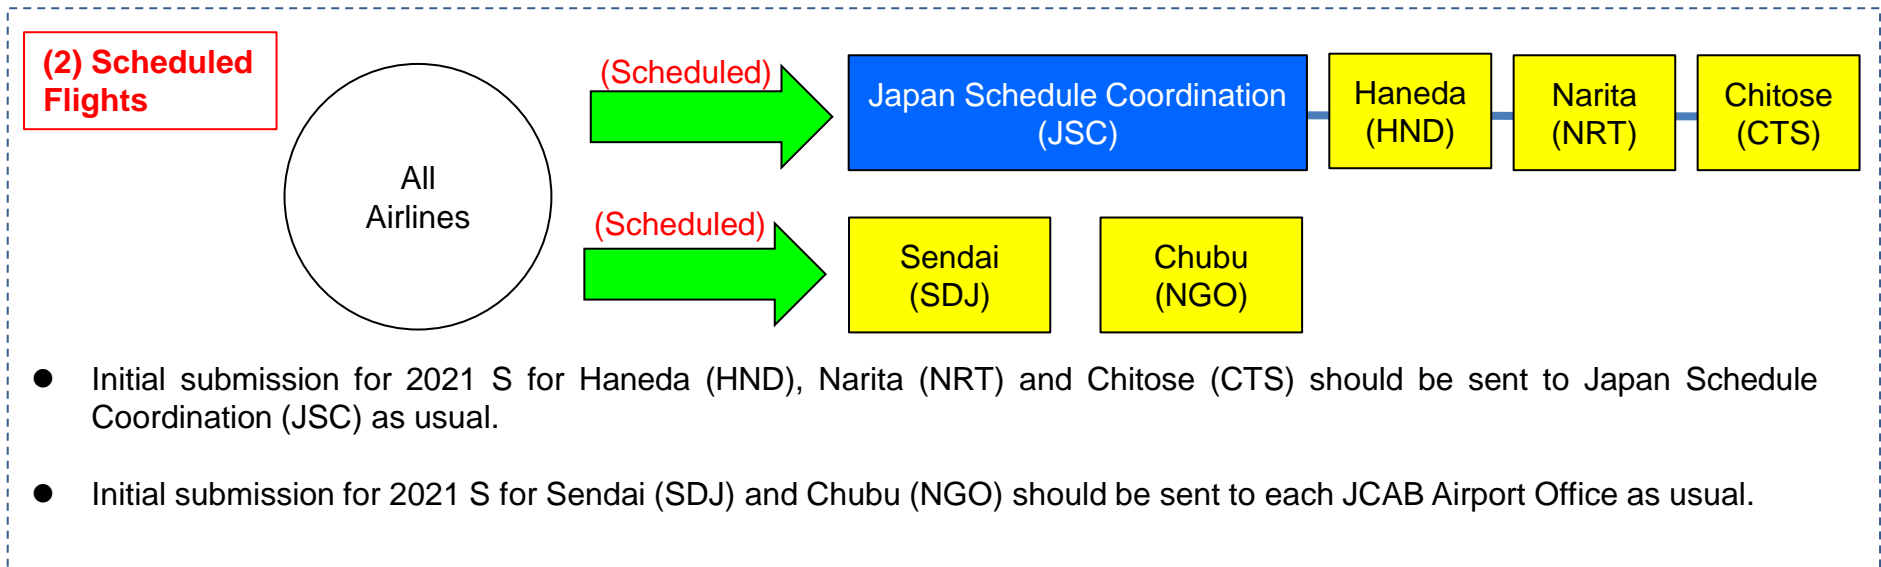 (2) Scheduled
Flights
All
Airlines
(Scheduled)
Japan Schedule Coordination
(JSC)
Haneda
(HND)
Narita
(NRT)
Chitose
(CTS)
(Scheduled)
Sendai
(SDJ)
Chubu
(NGO)
● Initial submission for 2021 S for Haneda (HND), Narita (NRT) and Chitose (CTS) should be sent to Japan Schedule
Coordination (JSC) as usual.
● Initial submission for 2021 S for Sendai (SDJ) and Chubu (NGO) should be sent to each JCAB Airport Office as usual.